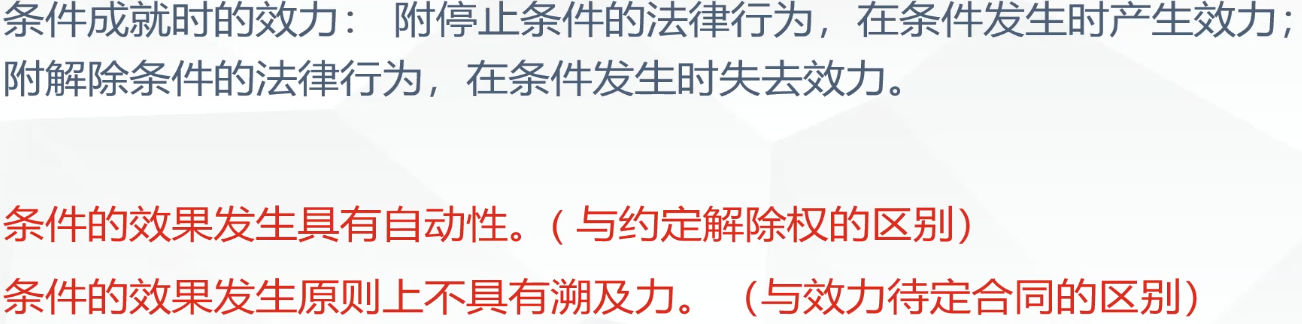 条件成就时的效力： 附停止条件的法律行为，在条件发生时产生效力；
附解除条件的法律行为，在条件发生时失去效力。
条件的效果发生具有自动性。( 与约定解除权的区别）
条件的效果发生原则上不具有溯及力。 （与效力待定合同的区别）